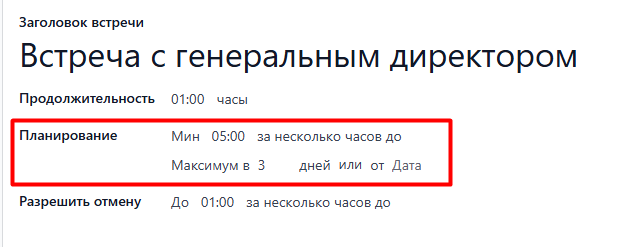 Заголовок встречи
Встреча с генеральным директором
Продолжительность 01:00 часы
Планирование Мин 05:00 за несколько часов до
Максимум в 3 дней или от Дата
Разрешить отмену До 01:00 за несколько часов до